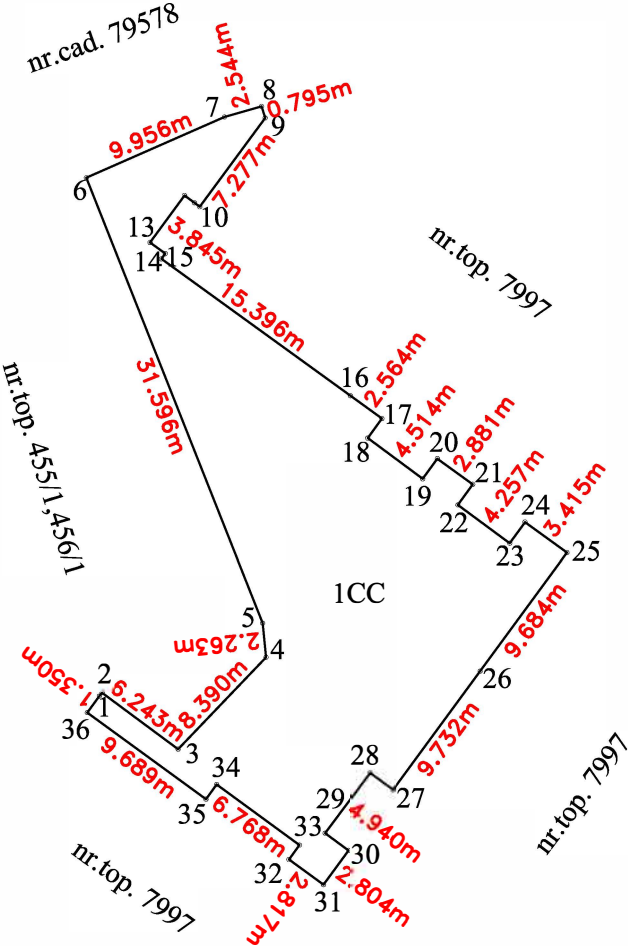 nr.cad. 79578
2.544m
8
0.795m
7
9
9.956m
6
7.277m
10
13
3.845m
14
15
nr.top. 7997
15.396m
31.596m
16
2.564m
17
18
4.514m
20
2.881m
19
21
22
4.257m
24
23
3.415m
25
nr.top. 455/1,456/1
1CC
5
2.263m
4
9.684m
26
1.350m
2
6.243m
8.390m
1
36
3
9.689m
34
35
6.768m
28
27
9.732m
29
4.940m
33
30
32
2.817m
31
2.804m
nr.top. 7997
nr.top. 7997